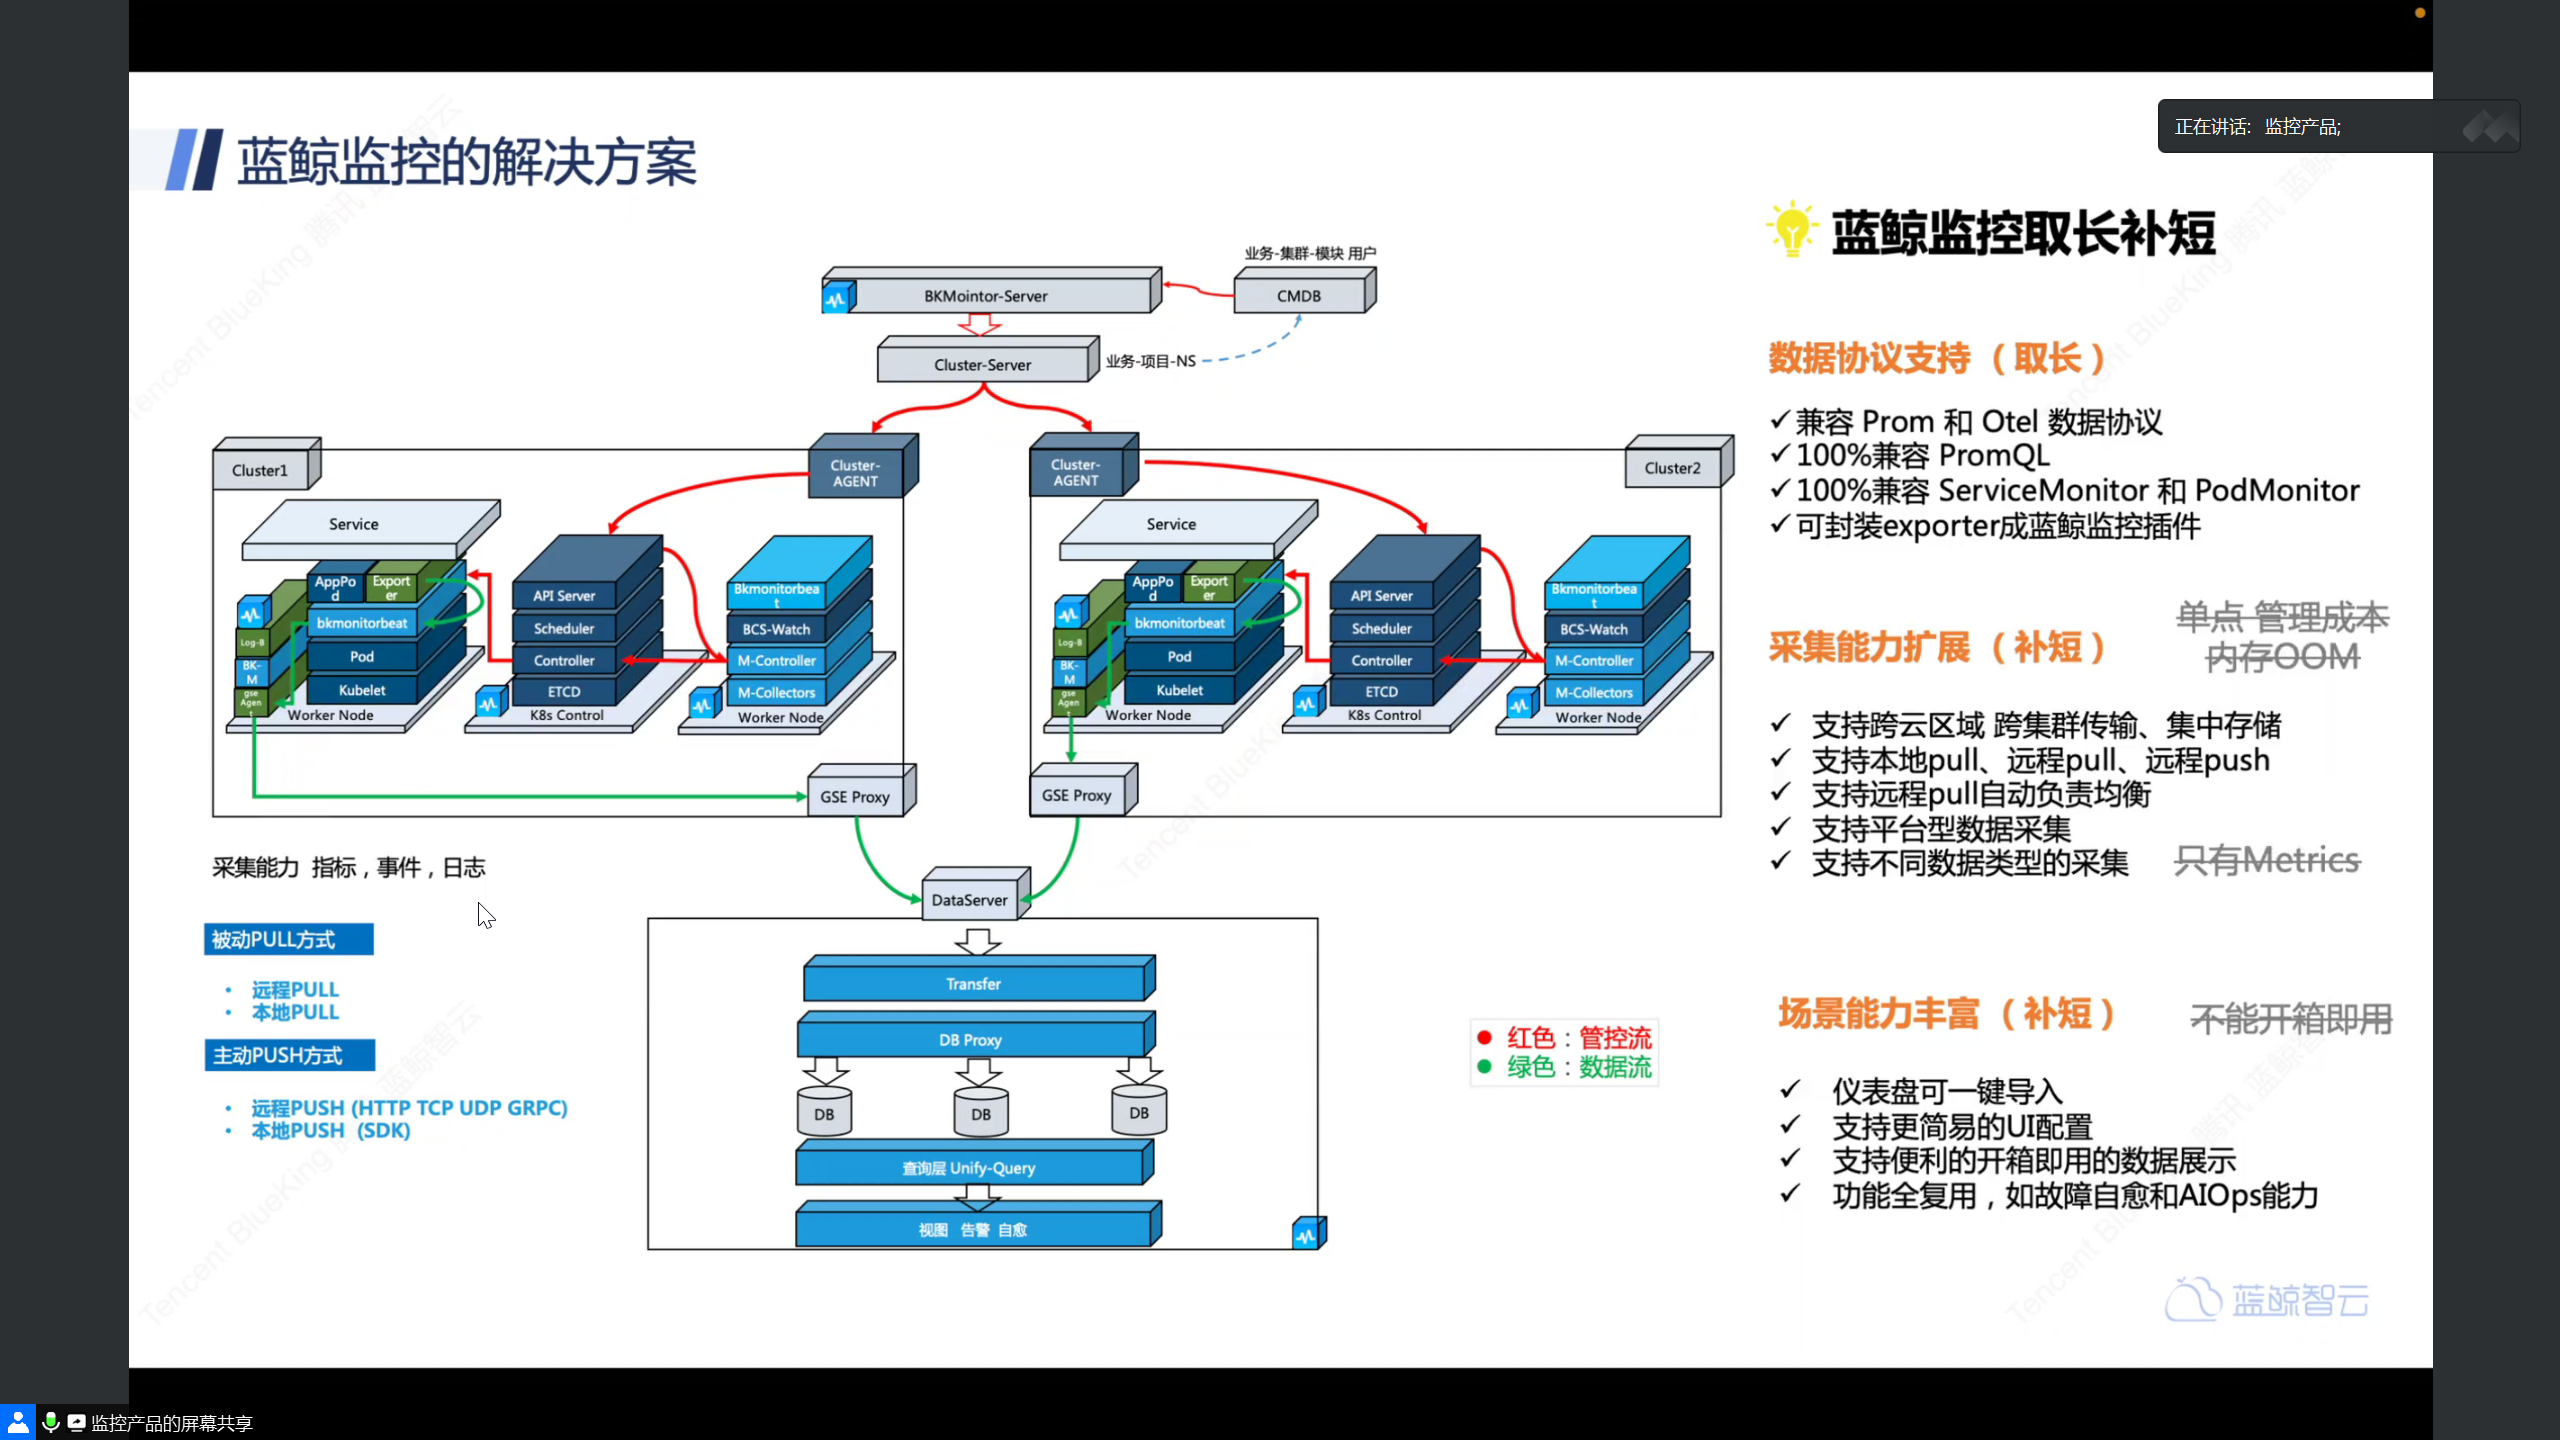 正在讲话: 监控产品;
蓝鲸监控的解决方案
业务-集群-模块 用户
BKMointor-Server
CMDB
Cluster-Server
业务-项目-NS
Cluster1
Cluster-
AGENT
Service
AppPo
d
Export
er
bkmonitorbeat
Pod
Kubelet
Log-B
BK-
M
gse
Agen
t
Worker Node
API Server
Scheduler
Controller
ETCD
K8s Control
Bkmonitorbea
t
BCS-Watch
M-Controller
M-Collectors
Worker Node
GSE Proxy
Cluster-
AGENT
Cluster2
Service
AppPo
d
Export
er
bkmonitorbeat
Pod
Kubelet
Log-B
BK-
M
gse
Agen
t
Worker Node
API Server
Scheduler
Controller
ETCD
K8s Control
Bkmonitorbea
t
BCS-Watch
M-Controller
M-Collectors
Worker Node
GSE Proxy
DataServer
Transfer
DB Proxy
DB
DB
DB
查询层 Unify-Query
视图 告警 自愈
采集能力 指标，事件，日志
被动PULL方式
• 远程PULL
• 本地PULL
主动PUSH方式
• 远程PUSH (HTTP TCP UDP GRPC)
• 本地PUSH (SDK)
红色：管控流
绿色：数据流
蓝鲸监控取长补短
数据协议支持（取长）
✓兼容 Prom 和 Otel 数据协议
✓100%兼容 PromQL
✓100%兼容 ServiceMonitor 和 PodMonitor
✓可封装exporter成蓝鲸监控插件
采集能力扩展（补短）
单点 管理成本
内存OOM
✓ 支持跨云区域 跨集群传输、集中存储
✓ 支持本地pull、远程pull、远程push
✓ 支持远程pull自动负责均衡
✓ 支持平台型数据采集
✓ 支持不同数据类型的采集
只有Metrics
场景能力丰富（补短）
不能开箱即用
✓ 仪表盘可一键导入
✓ 支持更简易的UI配置
✓ 支持便利的开箱即用的数据展示
✓ 功能全复用，如故障自愈和AIOps能力
蓝鲸智云
监控产品的屏幕共享